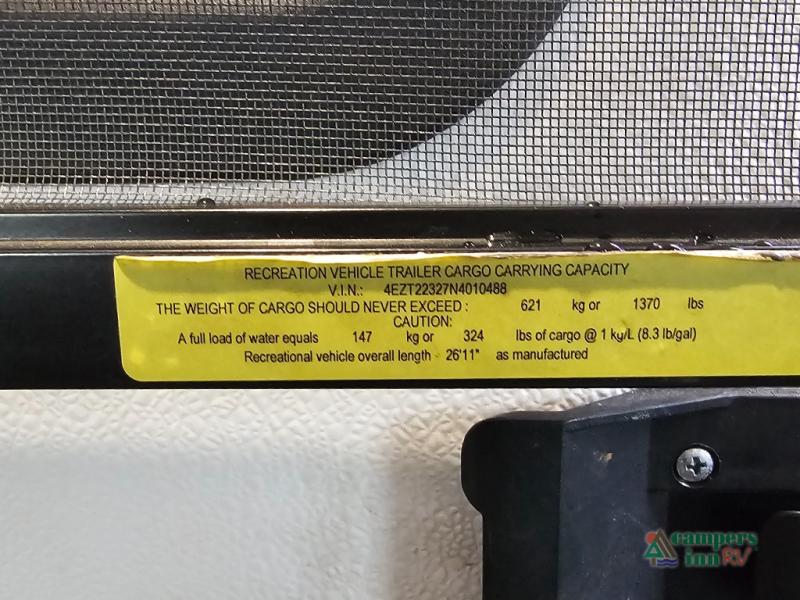 RECREATION VEHICLE TRAILER CARGO CARRYING CAPACITY
V.I.N.: 4EZT22327N4010488
THE WEIGHT OF CARGO SHOULD NEVER EXCEED : 621 kg or 1370 lbs
CAUTION:
A full load of water equals 147 kg or 324 lbs of cargo @ 1 kg/L (8.3 lb/gal)
Recreational vehicle overall length - 26'11" as manufactured
campers
inn RV